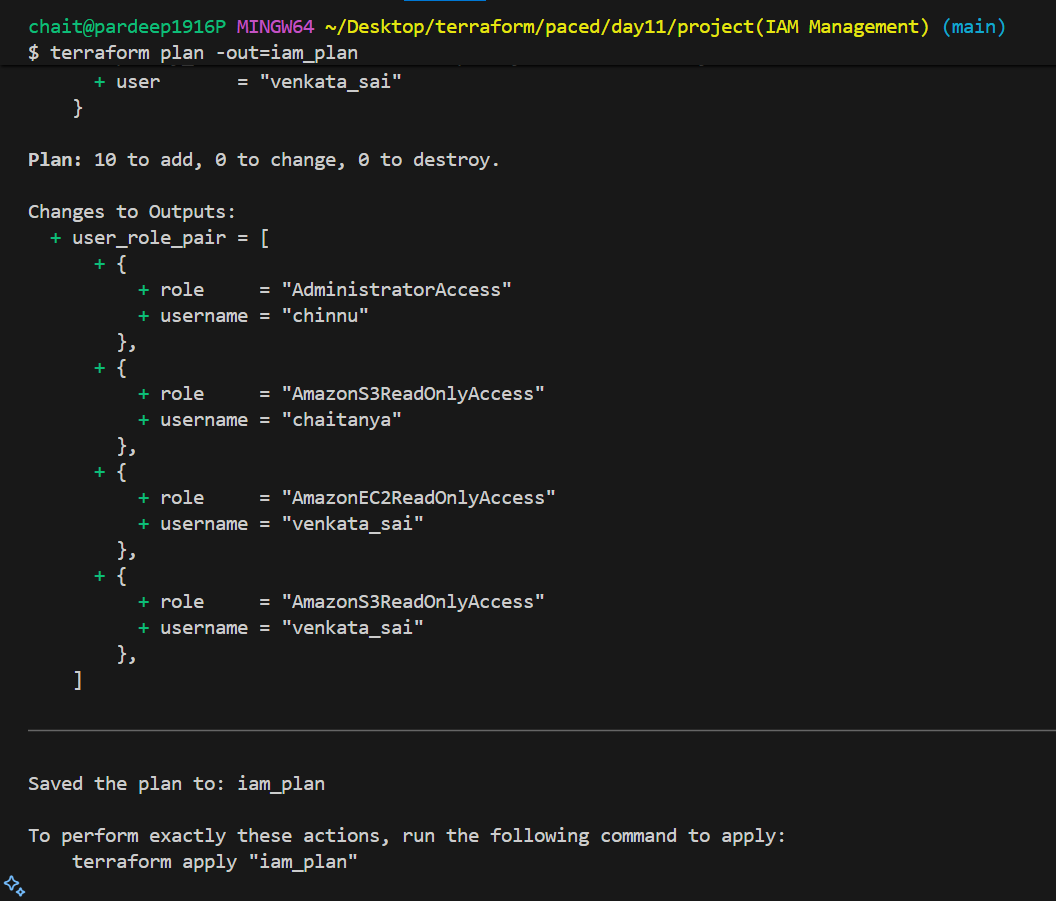 chait@pardeep1916P MINGW64 ~/Desktop/terraform/paced/day11/project(IAM Management) (main)
$ terraform plan -out=iam_plan
      + user       = "venkata_sai"
    }

Plan: 10 to add, 0 to change, 0 to destroy.

Changes to Outputs:
  + user_role_pair = [
      + {
          + role     = "AdministratorAccess"
          + username = "chinnu"
        },
      + {
          + role     = "AmazonS3ReadOnlyAccess"
          + username = "chaitanya"
        },
      + {
          + role     = "AmazonEC2ReadOnlyAccess"
          + username = "venkata_sai"
        },
      + {
          + role     = "AmazonS3ReadOnlyAccess"
          + username = "venkata_sai"
        },
    ]

Saved the plan to: iam_plan

To perform exactly these actions, run the following command to apply:
    terraform apply "iam_plan"